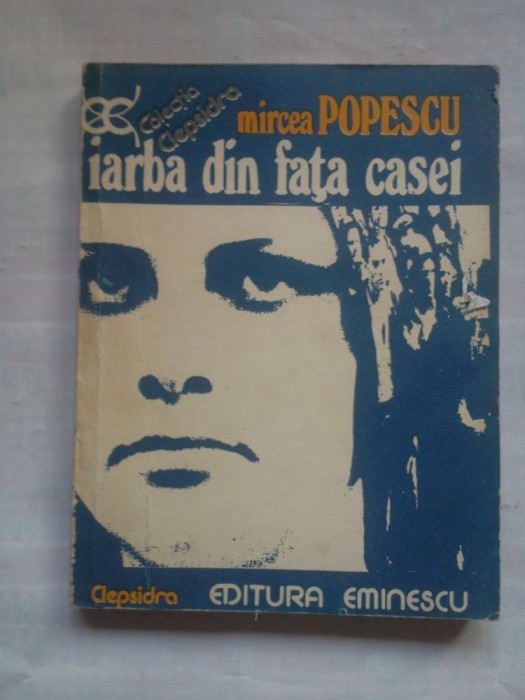 Colecția
Clepsidra
mircea POPESCU
iarba din fața casei
Clepsidra EDITURA EMINESCU